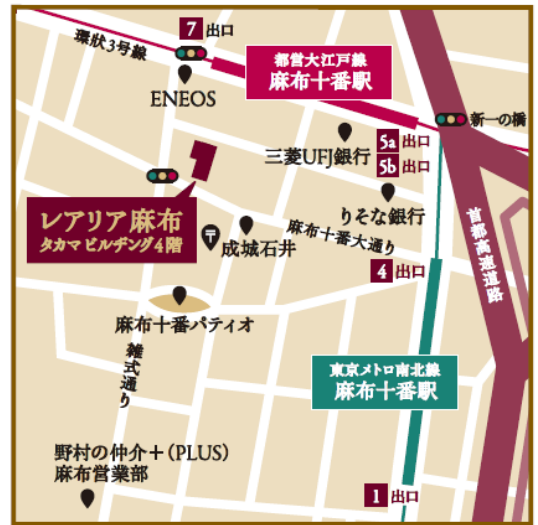 7 出口
環状3号線
都営大江戸線
麻布十番駅
ENEOS
新一の橋
5a 出口
三菱UFJ銀行
5b 出口
りそな銀行
レアリア麻布
タカマビルヂング4階
〒
成城石井
麻布十番大通り
首都高速道路
4 出口
麻布十番パティオ
雑式通り
東京メトロ南北線
麻布十番駅
野村の仲介+(PLUS)
麻布営業部
1 出口